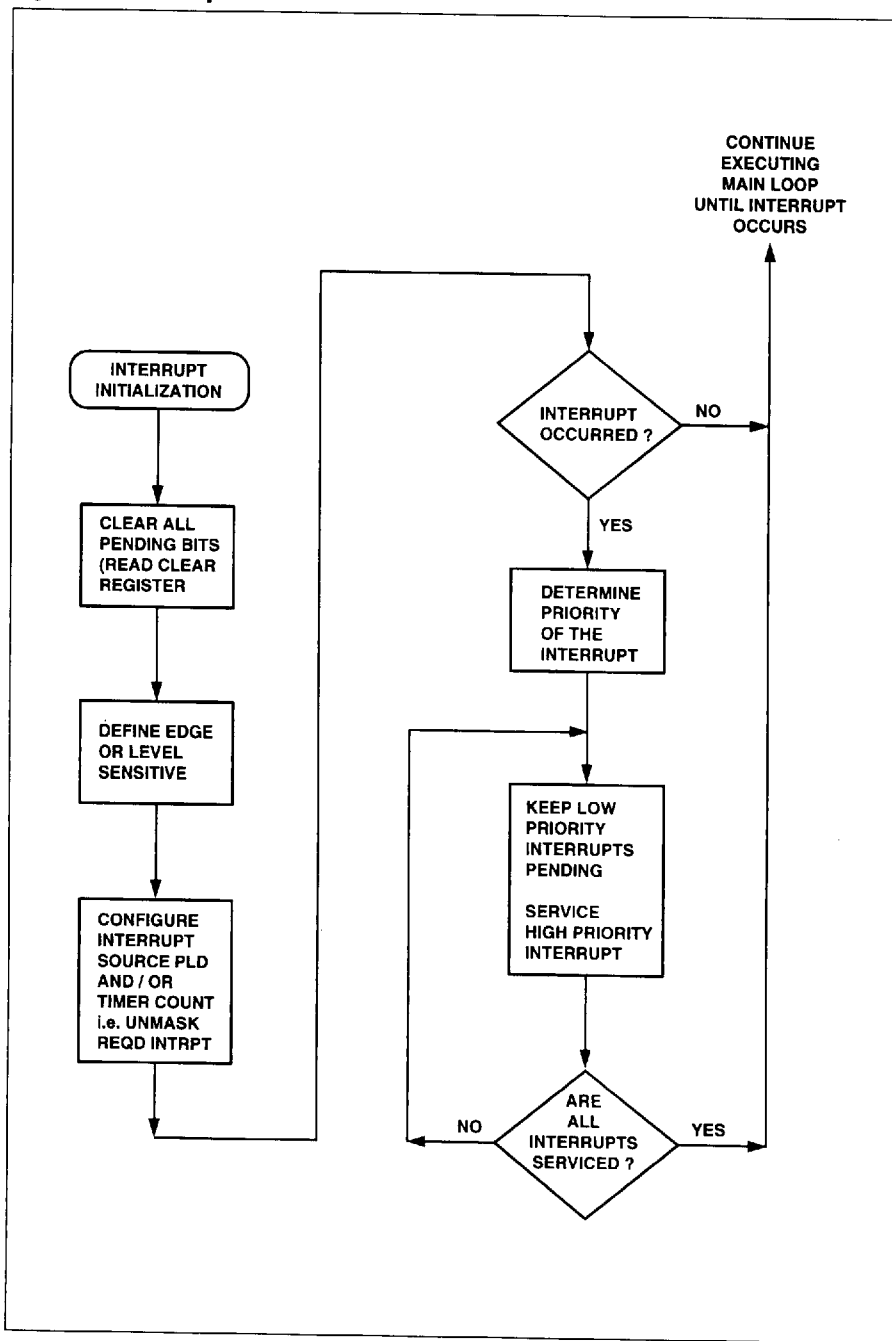 INTERRUPT
INITIALIZATION
CLEAR ALL
PENDING BITS
(READ CLEAR
REGISTER
DEFINE EDGE
OR LEVEL
SENSITIVE
CONFIGURE
INTERRUPT
SOURCE PLD
AND / OR
TIMER COUNT
i.e. UNMASK
REQD INTRPT
CONTINUE
EXECUTING
MAIN LOOP
UNTIL INTERRUPT
OCCURS
INTERRUPT
OCCURRED ?
NO
YES
DETERMINE
PRIORITY
OF THE
INTERRUPT
KEEP LOW
PRIORITY
INTERRUPTS
PENDING
SERVICE
HIGH PRIORITY
INTERRUPT
ARE
ALL
INTERRUPTS
SERVICED ?
NO
YES